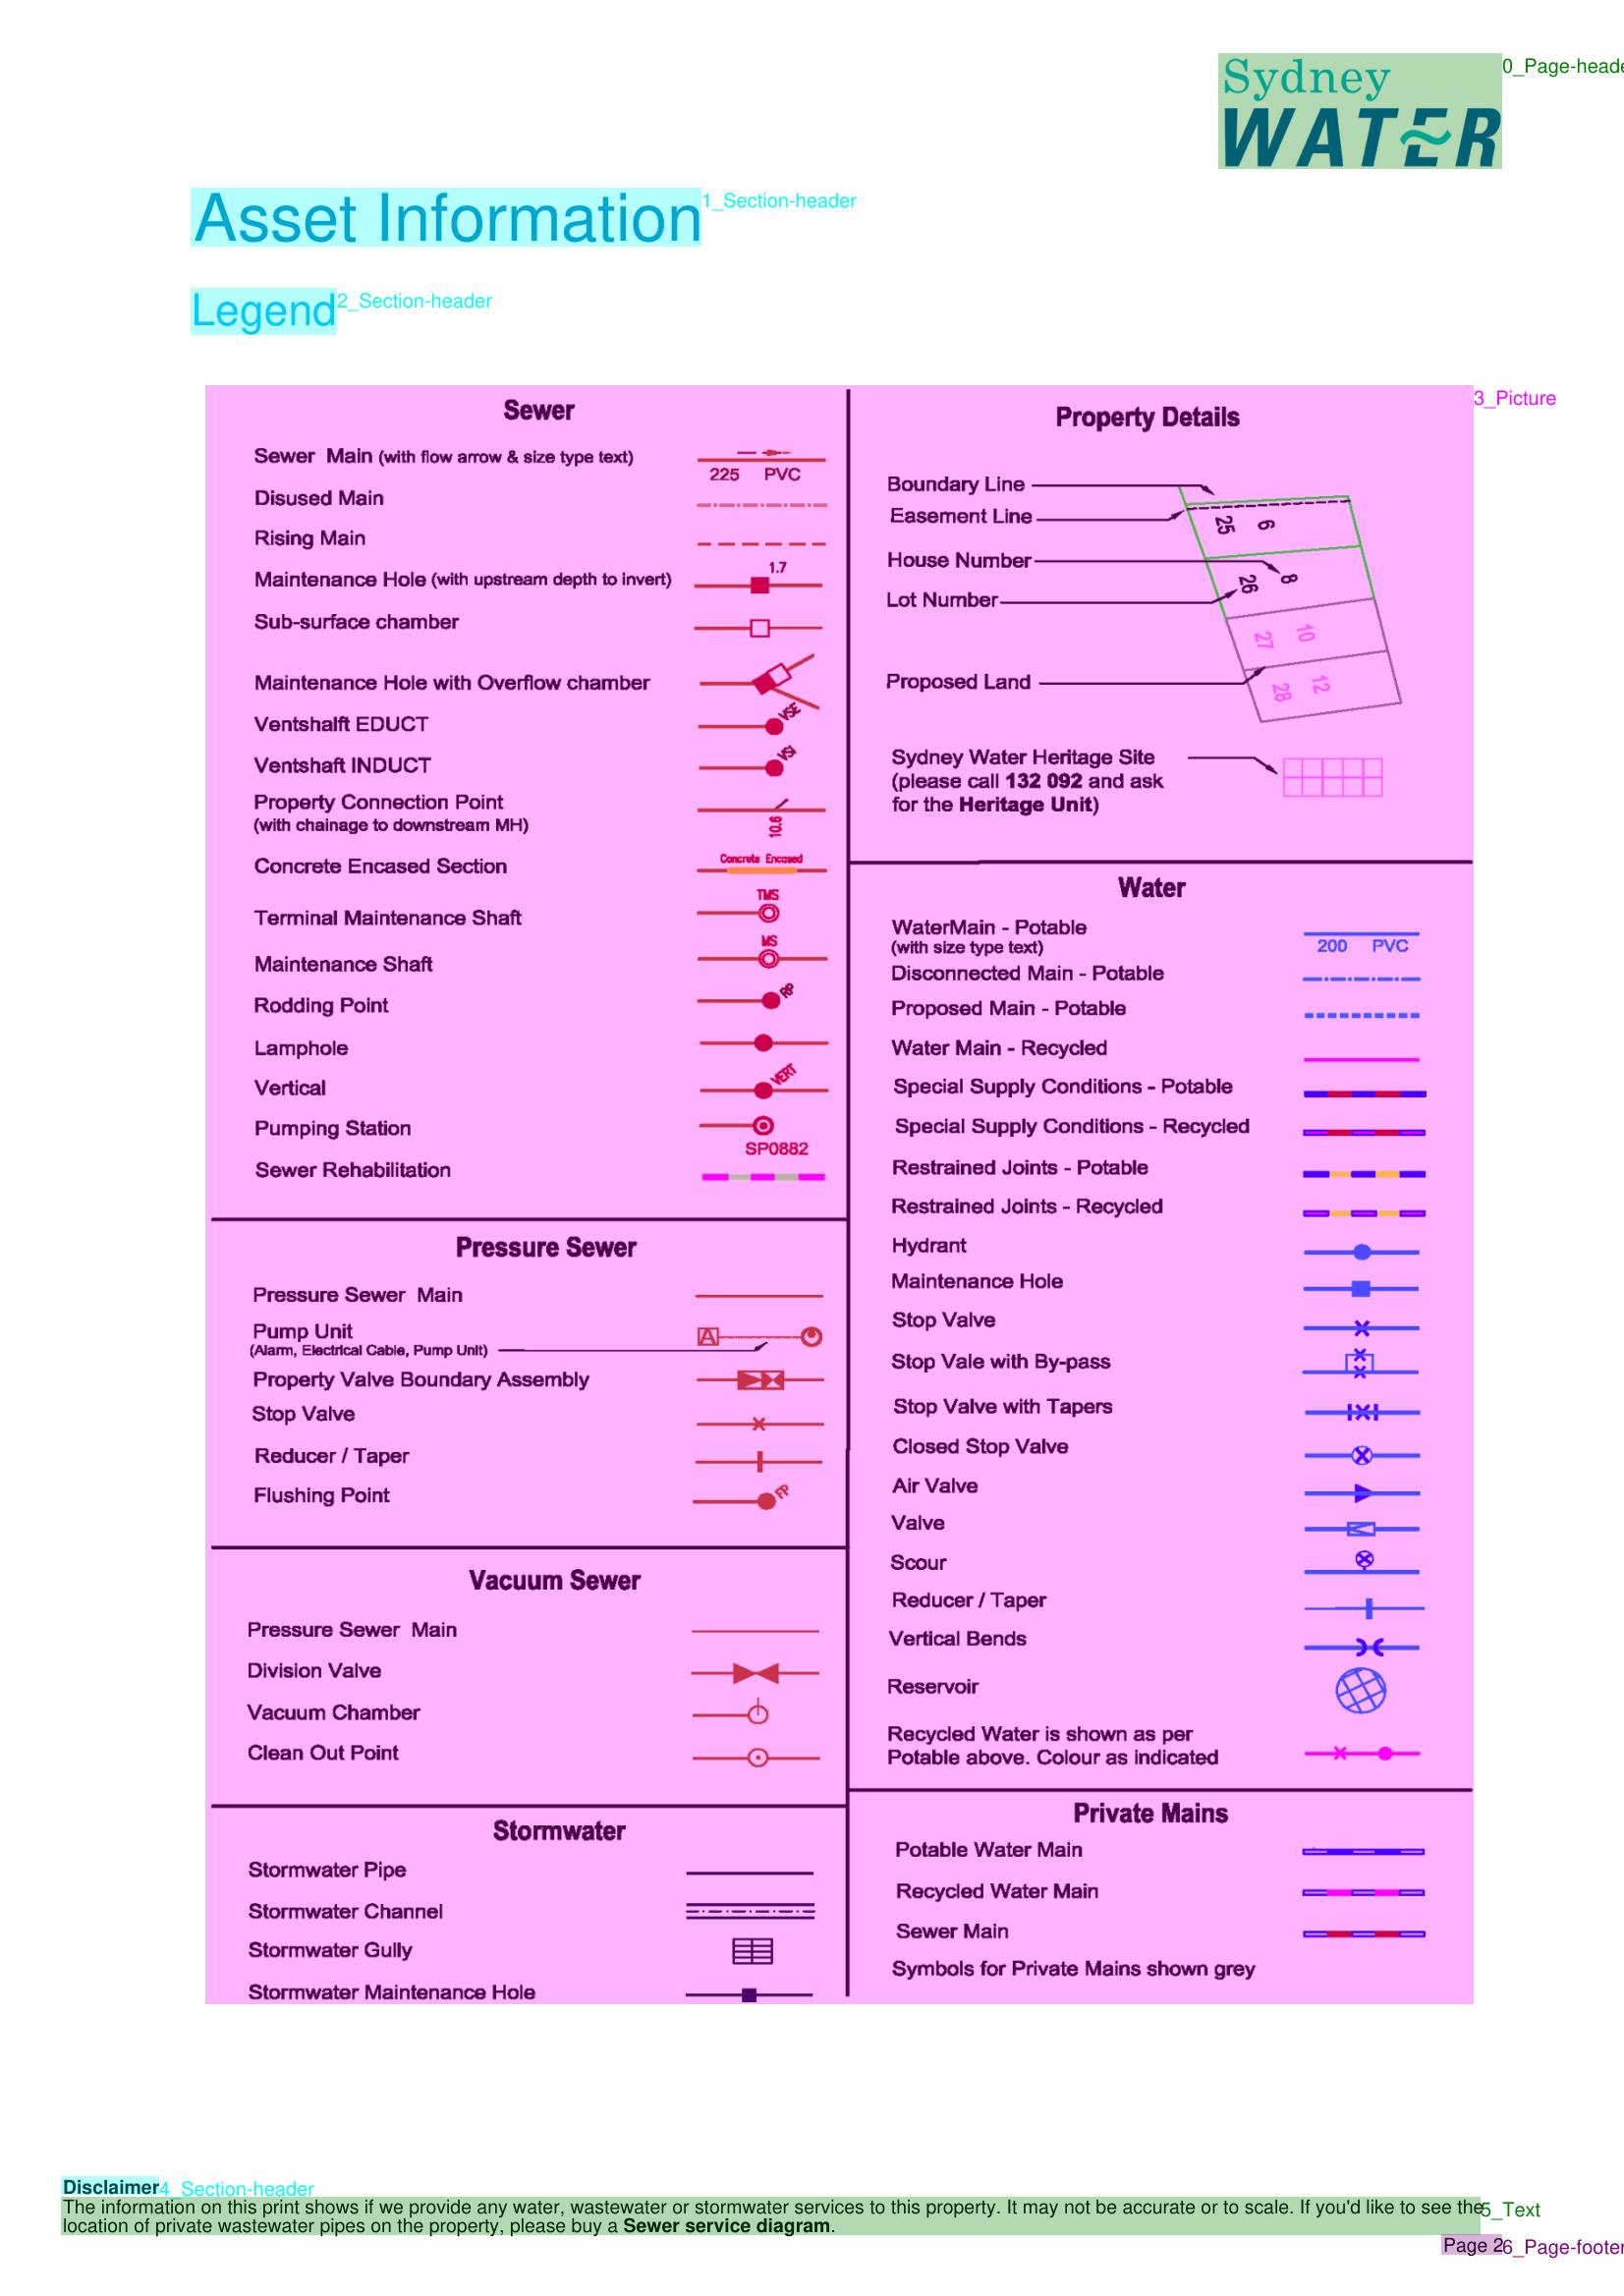 Sydney
WATER
0_Page-heade
Asset Information
1_Section-header
Legend
2_Section-header
3_Picture
Sewer
Sewer Main (with flow arrow & size type text)
225 PVC
Disused Main
Rising Main
Maintenance Hole (with upstream depth to invert)
1.7
Sub-surface chamber
Maintenance Hole with Overflow chamber
Ventshalft EDUCT
VSE
Ventshaft INDUCT
VSI
Property Connection Point
(with chainage to downstream MH)
10.6
Concrete Encased Section
Concrete Encased
Terminal Maintenance Shaft
TMS
Maintenance Shaft
MS
Rodding Point
RP
Lamphole
Vertical
VERT
Pumping Station
SP0882
Sewer Rehabilitation
Pressure Sewer
Pressure Sewer Main
Pump Unit
(Alarm, Electrical Cable, Pump Unit)
A
Property Valve Boundary Assembly
Stop Valve
Reducer / Taper
Flushing Point
FP
Vacuum Sewer
Pressure Sewer Main
Division Valve
Vacuum Chamber
Clean Out Point
Stormwater
Stormwater Pipe
Stormwater Channel
Stormwater Gully
Stormwater Maintenance Hole
Property Details
Boundary Line
Easement Line
25 6
House Number
26 8
Lot Number
27 10
Proposed Land
28 12
Sydney Water Heritage Site
(please call 132 092 and ask
for the Heritage Unit)
Water
WaterMain - Potable
(with size type text)
200 PVC
Disconnected Main - Potable
Proposed Main - Potable
Water Main - Recycled
Special Supply Conditions - Potable
Special Supply Conditions - Recycled
Restrained Joints - Potable
Restrained Joints - Recycled
Hydrant
Maintenance Hole
Stop Valve
Stop Vale with By-pass
Stop Valve with Tapers
Closed Stop Valve
Air Valve
Valve
Scour
Reducer / Taper
Vertical Bends
Reservoir
Recycled Water is shown as per
Potable above. Colour as indicated
Private Mains
Potable Water Main
Recycled Water Main
Sewer Main
Symbols for Private Mains shown grey
Disclaimer
4_Section-header
The information on this print shows if we provide any water, wastewater or stormwater services to this property. It may not be accurate or to scale. If you'd like to see the
location of private wastewater pipes on the property, please buy a Sewer service diagram.
5_Text
Page 2
6_Page-footer